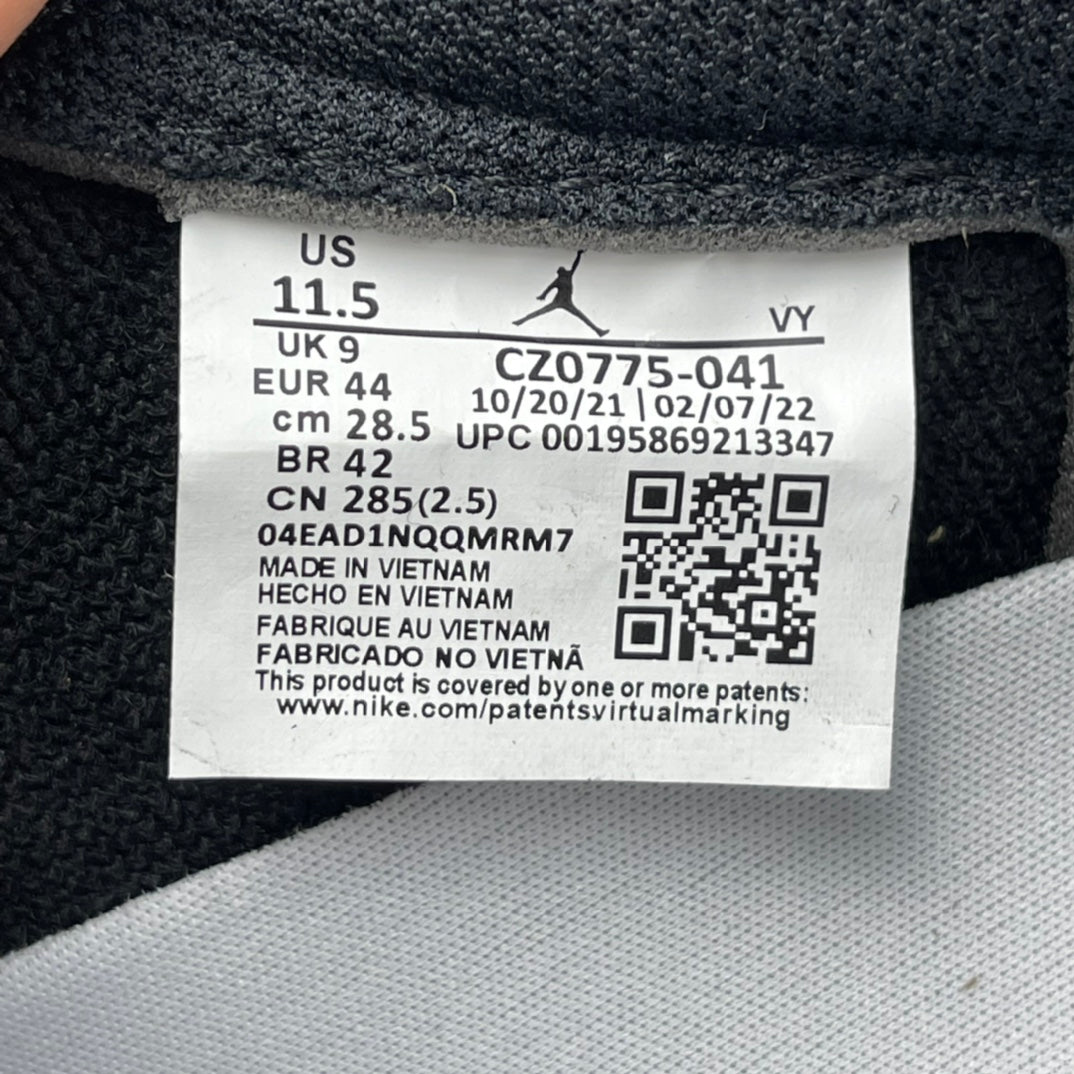 US
11.5
VY
UK 9
EUR 44
cm 28.5
BR 42
CN 285(2.5)
CZ0775-041
10/20/21 | 02/07/22
UPC 00195869213347
04EAD1NQQMRM7
MADE IN VIETNAM
HECHO EN VIETNAM
FABRIQUE AU VIETNAM
FABRICADO NO VIETNÃ
This product is covered by one or more patents:
www.nike.com/patentsvirtualmarking